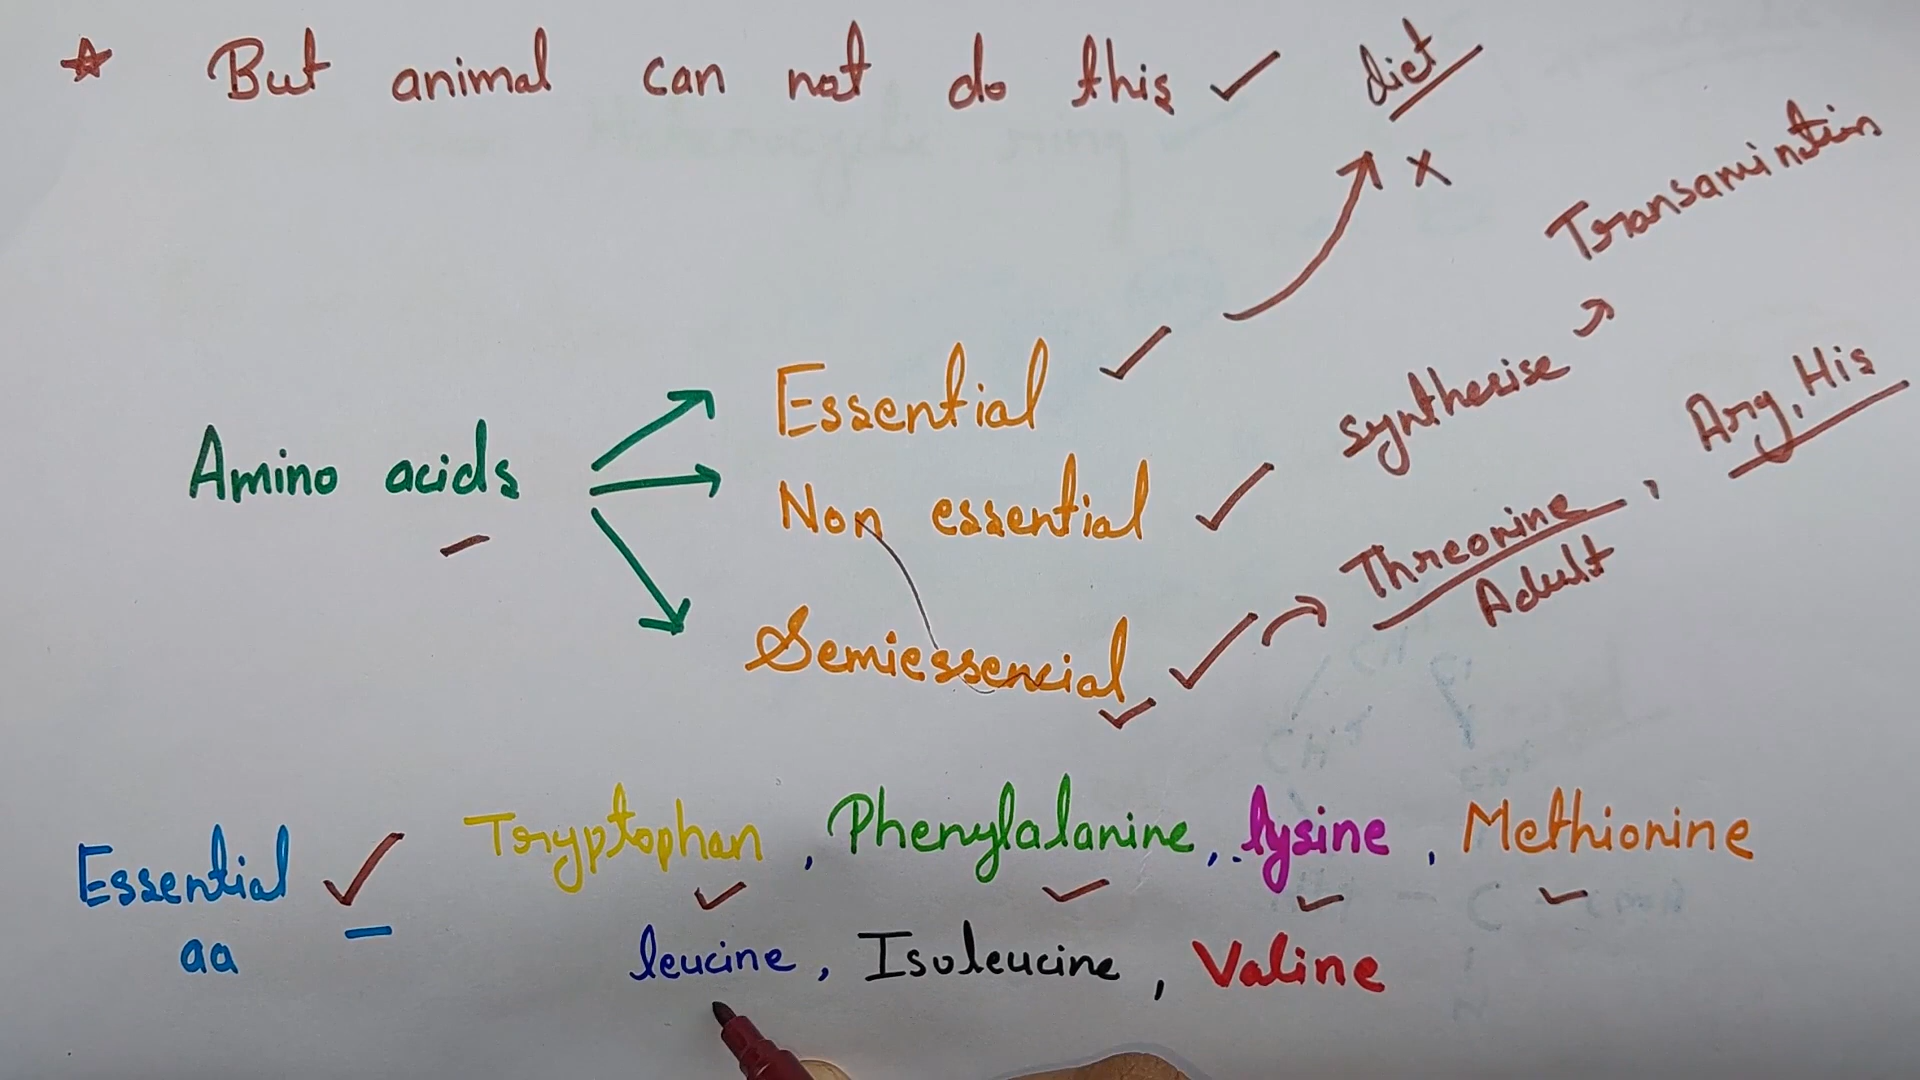 ☆ But animal can not do this ✓ diet
x
Transamination
Essential ✓
synthesise
Arg, His
Amino acids
Non essential ✓
Threonine,
Adult
Semiessencial ✓
Tryptophan, Phenylalanine, lysine, Methionine
Essential ✓
aa
leucine, Isoleucine, Valine